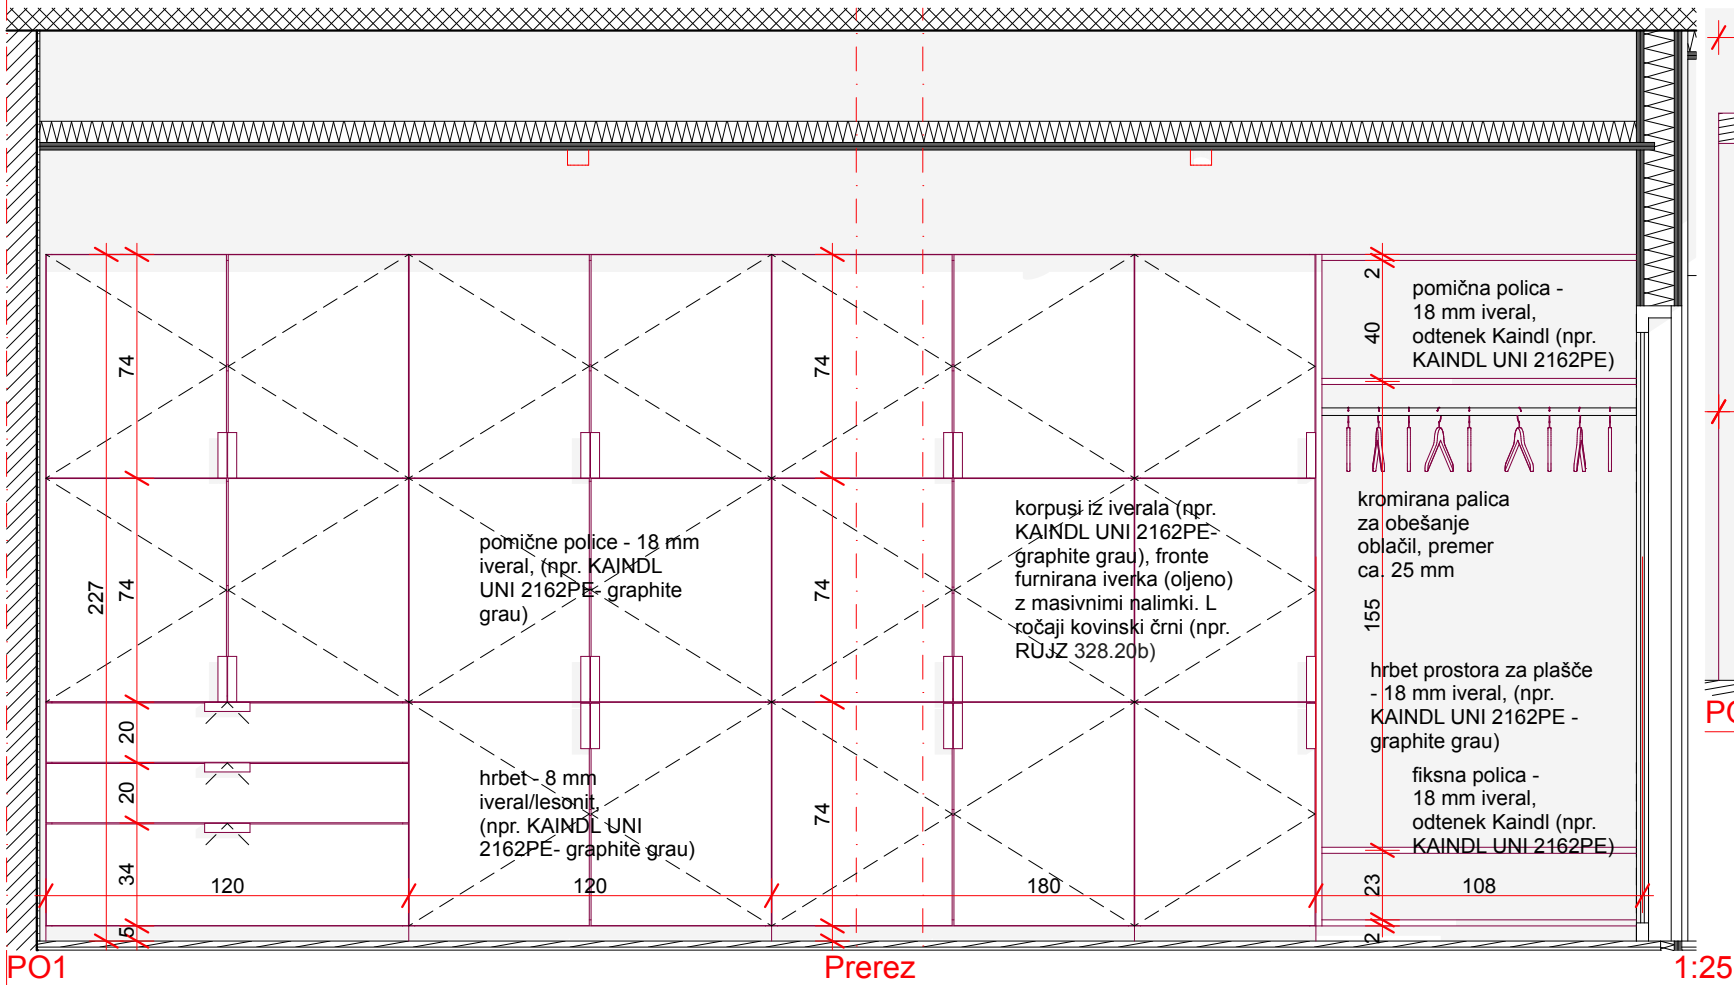 2
pomična polica -
18 mm iveral,
odtenek Kaindl (npr.
KAINDL UNI 2162PE)
40
74
74
kromirana palica
za obešanje
oblačil, premer
ca. 25 mm
korpusi iz iverala (npr.
KAINDL UNI 2162PE-
graphite grau), fronte
furnirana iverka (oljeno)
z masivnimi nalimki. L
ročaji kovinski črni (npr.
RUJZ 328.20b)
pomične police - 18 mm
iveral, (npr. KAINDL
UNI 2162PE- graphite
grau)
227
74
74
155
hrbet prostora za plašče
- 18 mm iveral, (npr.
KAINDL UNI 2162PE -
graphite grau)
20
20
34
5
hrbet - 8 mm
iveral/lesonit,
(npr. KAINDL UNI
2162PE- graphite grau)
74
fiksna polica -
18 mm iveral,
odtenek Kaindl (npr.
KAINDL UNI 2162PE)
120
120
180
23
108
2
PO1
Prerez
1:25